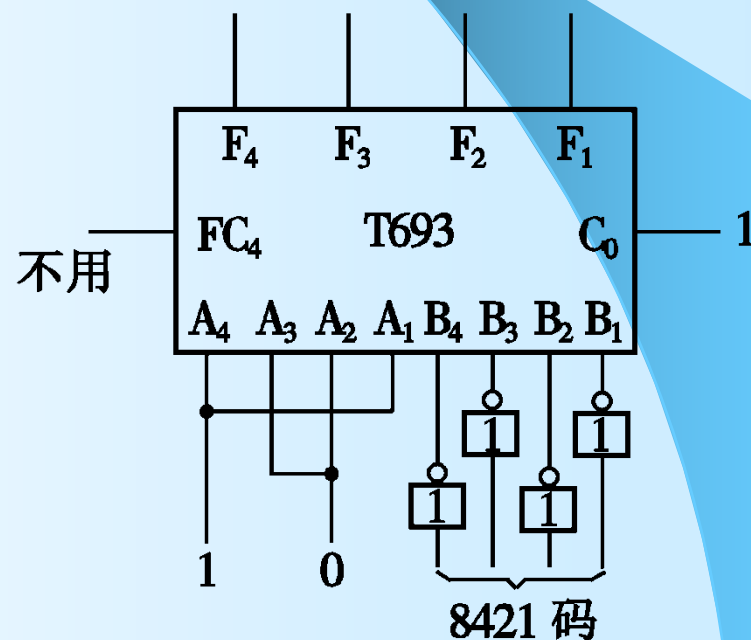 F₄ F₃ F₂ F₁
FC₄ T693 C₀ 1
不用
A₄ A₃ A₂ A₁ B₄ B₃ B₂ B₁
1 1
1 1
1 0
8421 码